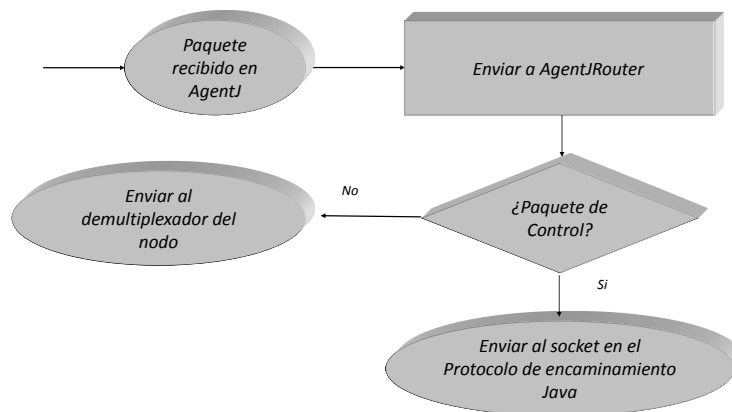 Paquete
recibido en
AgentJ
Enviar a AgentJRouter
No
Enviar al
demultiplexador del
nodo
¿Paquete de
Control?
Si
Enviar al socket en el
Protocolo de encaminamiento
Java